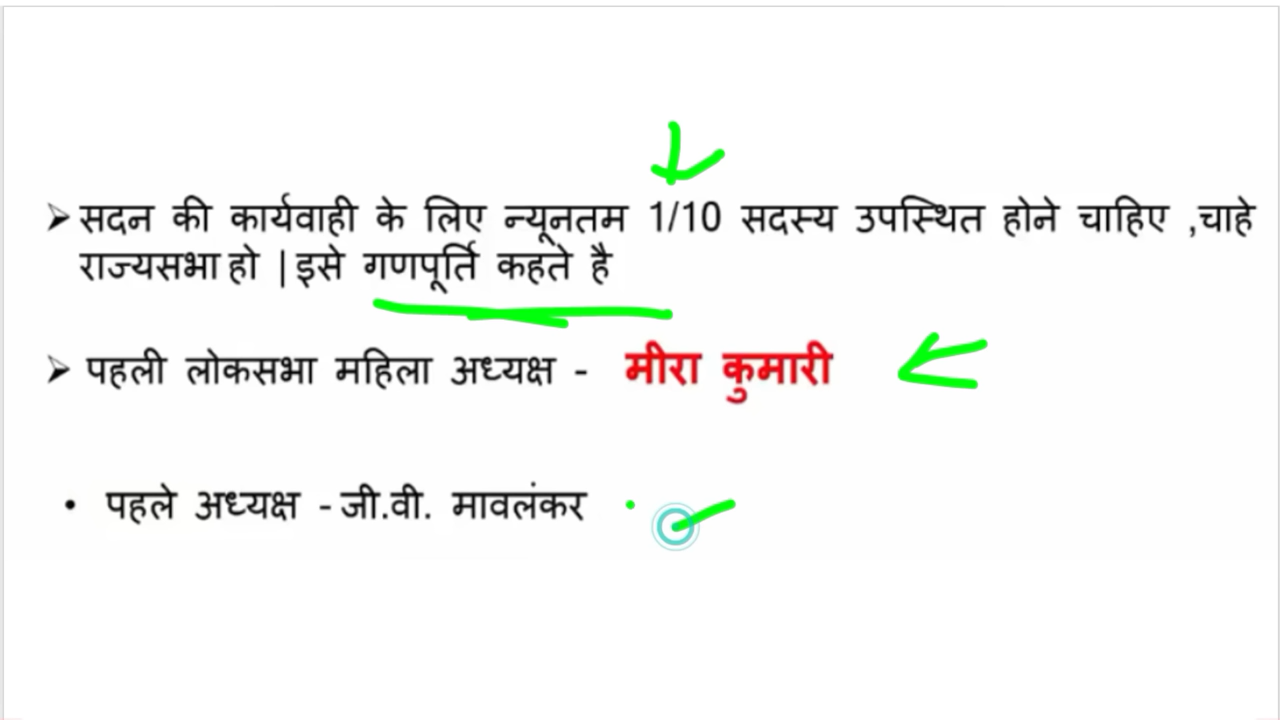 ➢ सदन की कार्यवाही के लिए न्यूनतम 1/10 सदस्य उपस्थित होने चाहिए ,चाहे
राज्यसभा हो | इसे गणपूर्ति कहते है
➢ पहली लोकसभा महिला अध्यक्ष - मीरा कुमारी
• पहले अध्यक्ष - जी.वी. मावलंकर